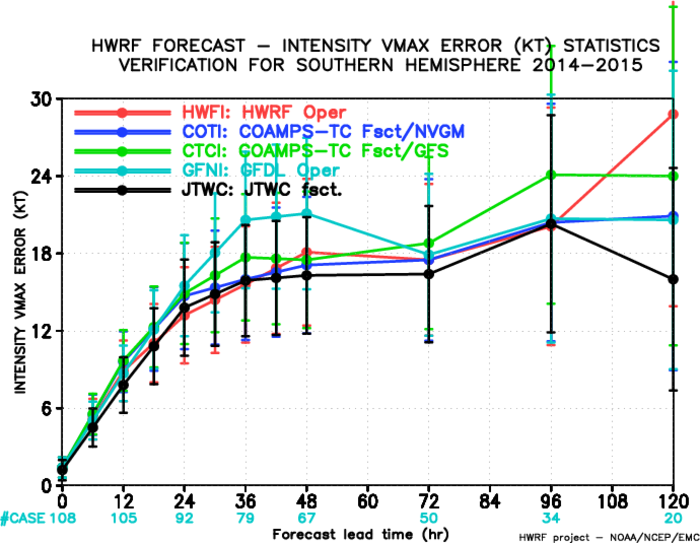 HWRF FORECAST – INTENSITY VMAX ERROR (KT) STATISTICS
VERIFICATION FOR SOUTHERN HEMISPHERE 2014–2015
HWFI: HWRF Oper
COTI: COAMPS–TC Fsct/NVGM
CTCI: COAMPS–TC Fsct/GFS
GFNI: GFDL Oper
JTWC: JTWC fsct.
INTENSITY VMAX ERROR (KT)
30
24
18
12
6
0
0 12 24 36 48 60 72 84 96 108 120
#CASE 108 105 92 79 67 50 34 20
Forecast lead time (hr)
HWRF project – NOAA/NCEP/EMC